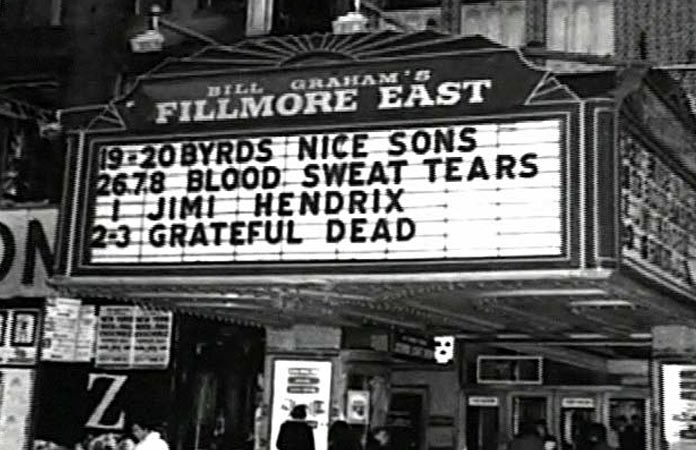 BILL GRAHAM'S
FILLMORE EAST
19-20 BYRDS NICE SONS
26.7.8 BLOOD SWEAT TEARS
1 JIMI HENDRIX
2-3 GRATEFUL DEAD
ON
Z